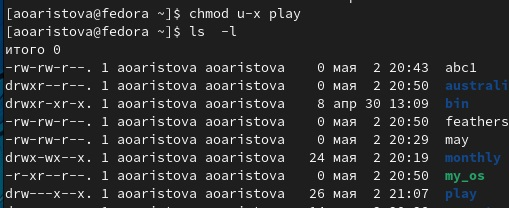 [aoaristova@fedora ~]$ chmod u-x play
[aoaristova@fedora ~]$ ls -l
итого 0
-rw-rw-r--. 1 aoaristova aoaristova 0 мая 2 20:43 abc1
drwxr--r--. 1 aoaristova aoaristova 0 мая 2 20:50 australi
drwxr-xr-x. 1 aoaristova aoaristova 8 апр 30 13:09 bin
-rw-rw-r--. 1 aoaristova aoaristova 0 мая 2 20:50 feathers
-rw-rw-r--. 1 aoaristova aoaristova 0 мая 2 20:29 may
drwx-wx--x. 1 aoaristova aoaristova 24 мая 2 20:19 monthly
-r-xr--r--. 1 aoaristova aoaristova 0 мая 2 20:50 my_os
drw---x--x. 1 aoaristova aoaristova 26 мая 2 21:07 play